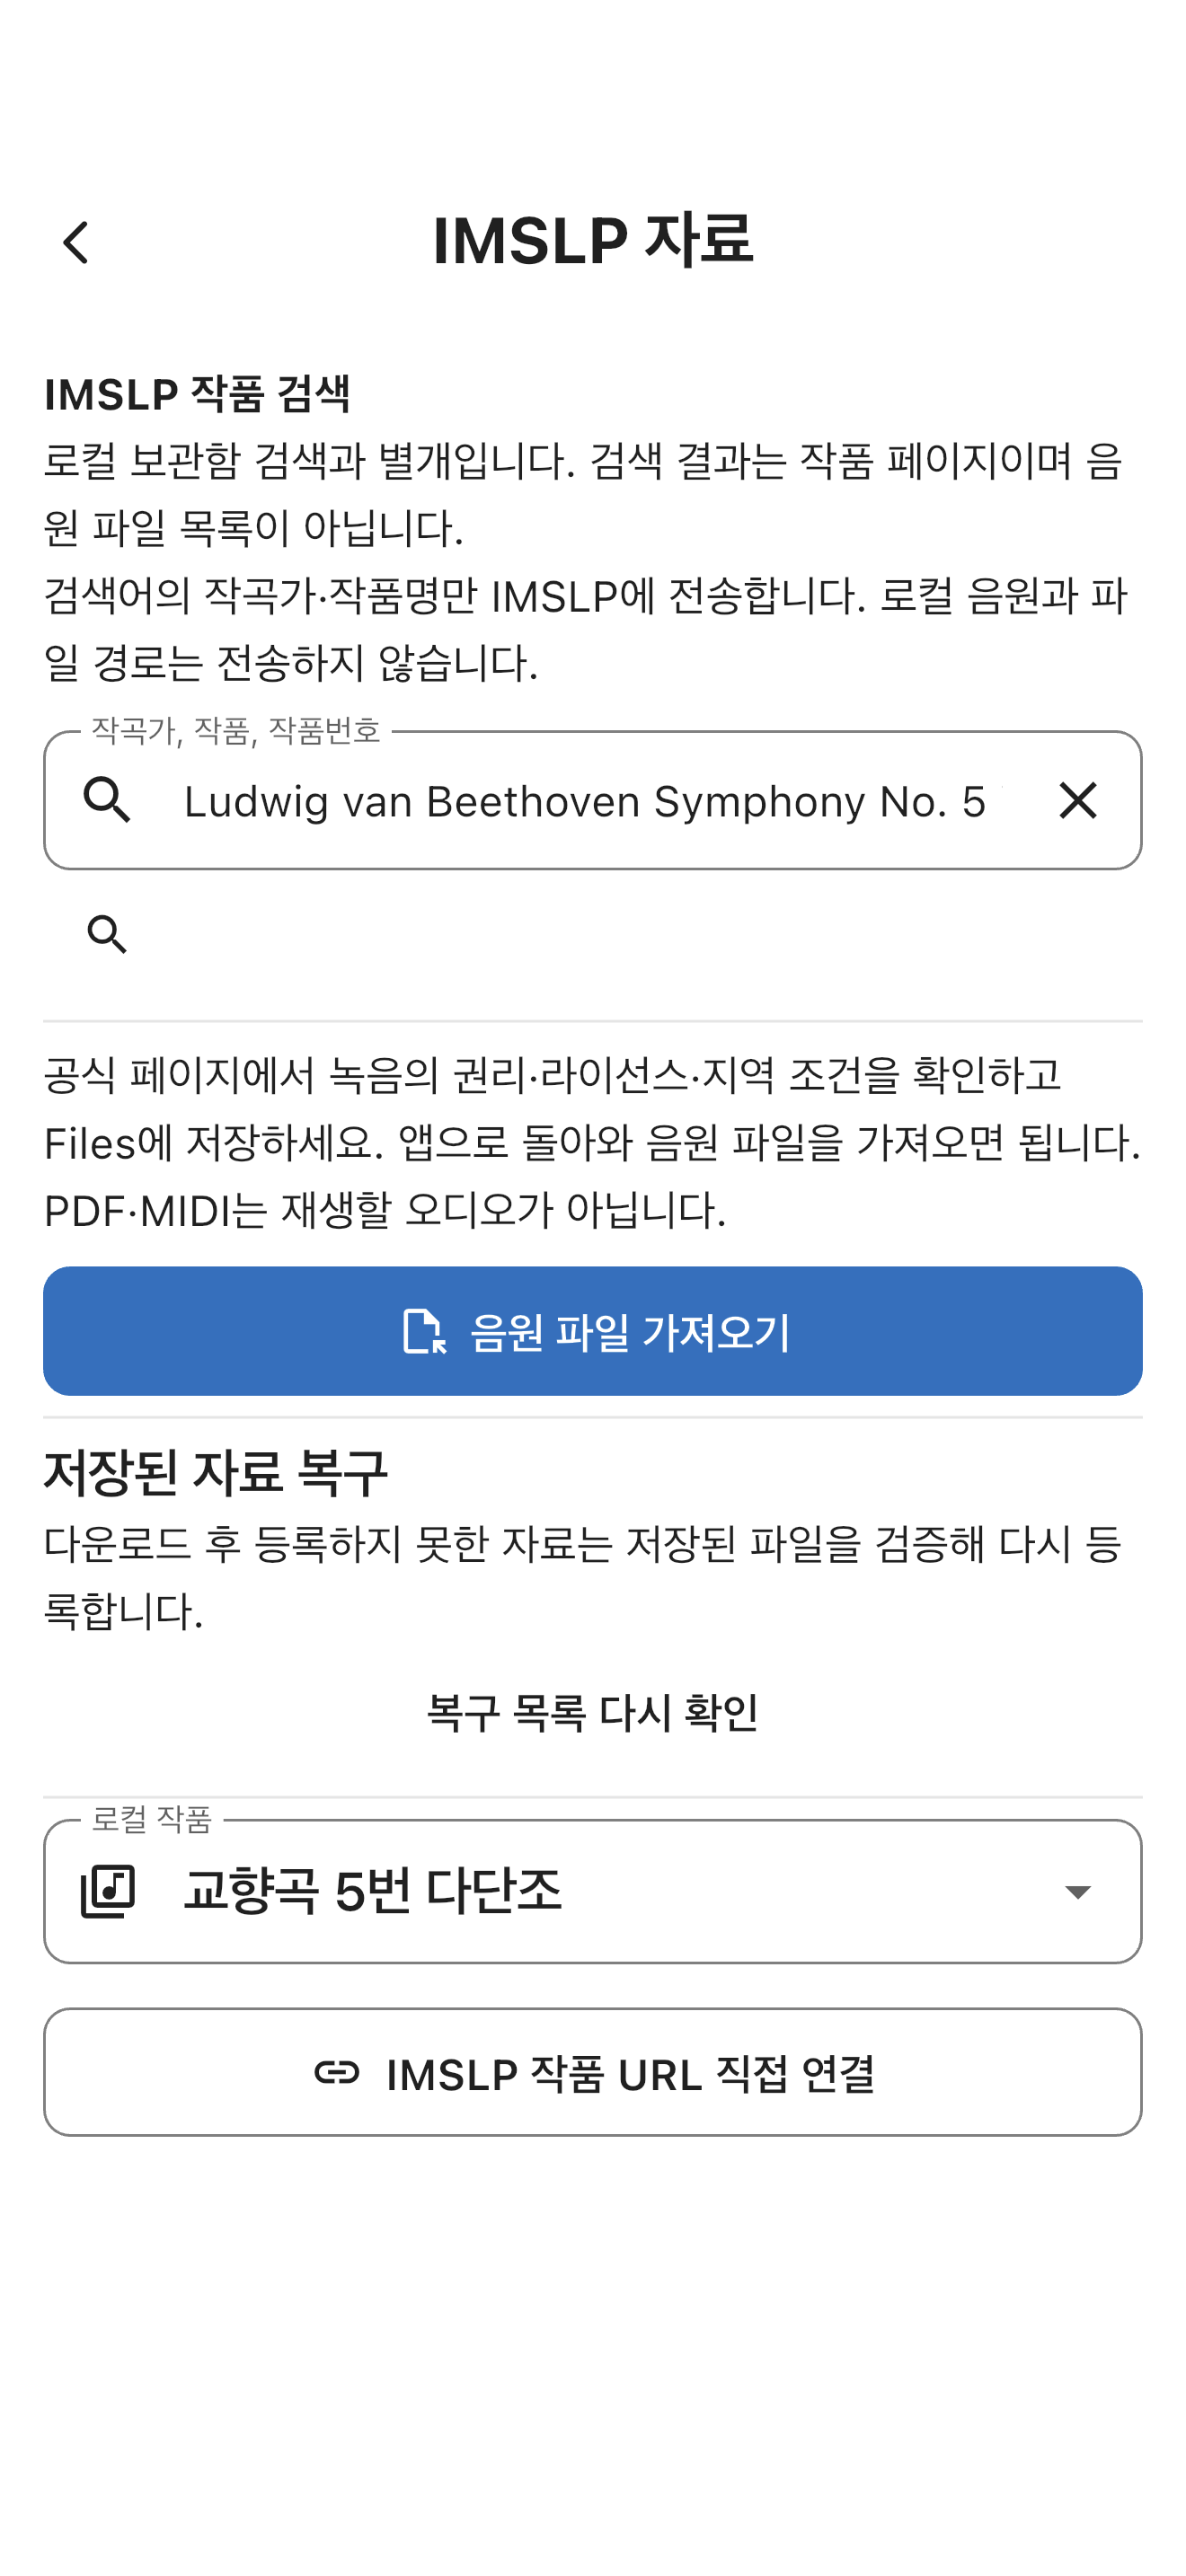 IMSLP 자료
IMSLP 작품 검색
로컬 보관함 검색과 별개입니다. 검색 결과는 작품 페이지이며 음
원 파일 목록이 아닙니다.
검색어의 작곡가·작품명만 IMSLP에 전송합니다. 로컬 음원과 파
일 경로는 전송하지 않습니다.
작곡가, 작품, 작품번호
Ludwig van Beethoven Symphony No. 5
공식 페이지에서 녹음의 권리·라이선스·지역 조건을 확인하고
Files에 저장하세요. 앱으로 돌아와 음원 파일을 가져오면 됩니다.
PDF·MIDI는 재생할 오디오가 아닙니다.
음원 파일 가져오기
저장된 자료 복구
다운로드 후 등록하지 못한 자료는 저장된 파일을 검증해 다시 등
록합니다.
복구 목록 다시 확인
로컬 작품
교향곡 5번 다단조
IMSLP 작품 URL 직접 연결